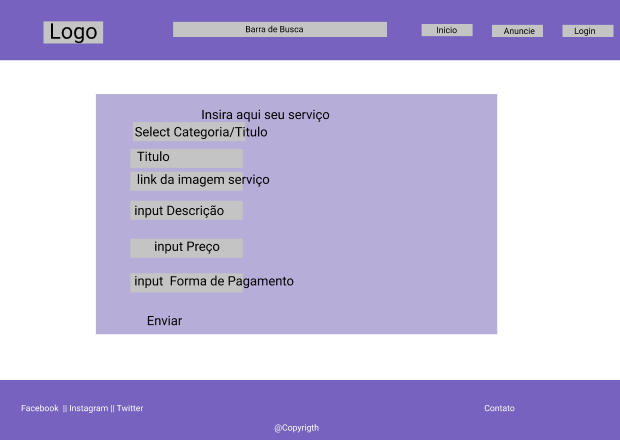 Logo Barra de Busca Inicio Anuncie Login
Insira aqui seu serviço
Select Categoria/Titulo
Titulo
link da imagem serviço
input Descrição
input Preço
input Forma de Pagamento
Enviar
Facebook || Instagram || Twitter Contato
@Copyrigth